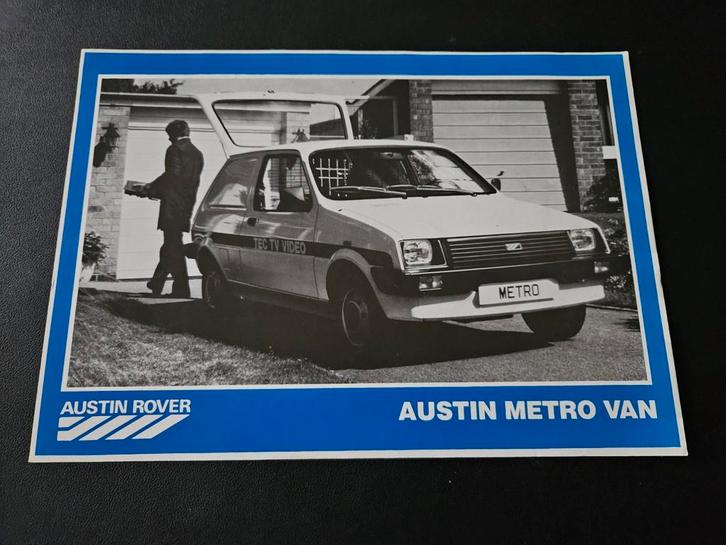 TEC TV VIDEO
METRO
AUSTIN ROVER
AUSTIN METRO VAN